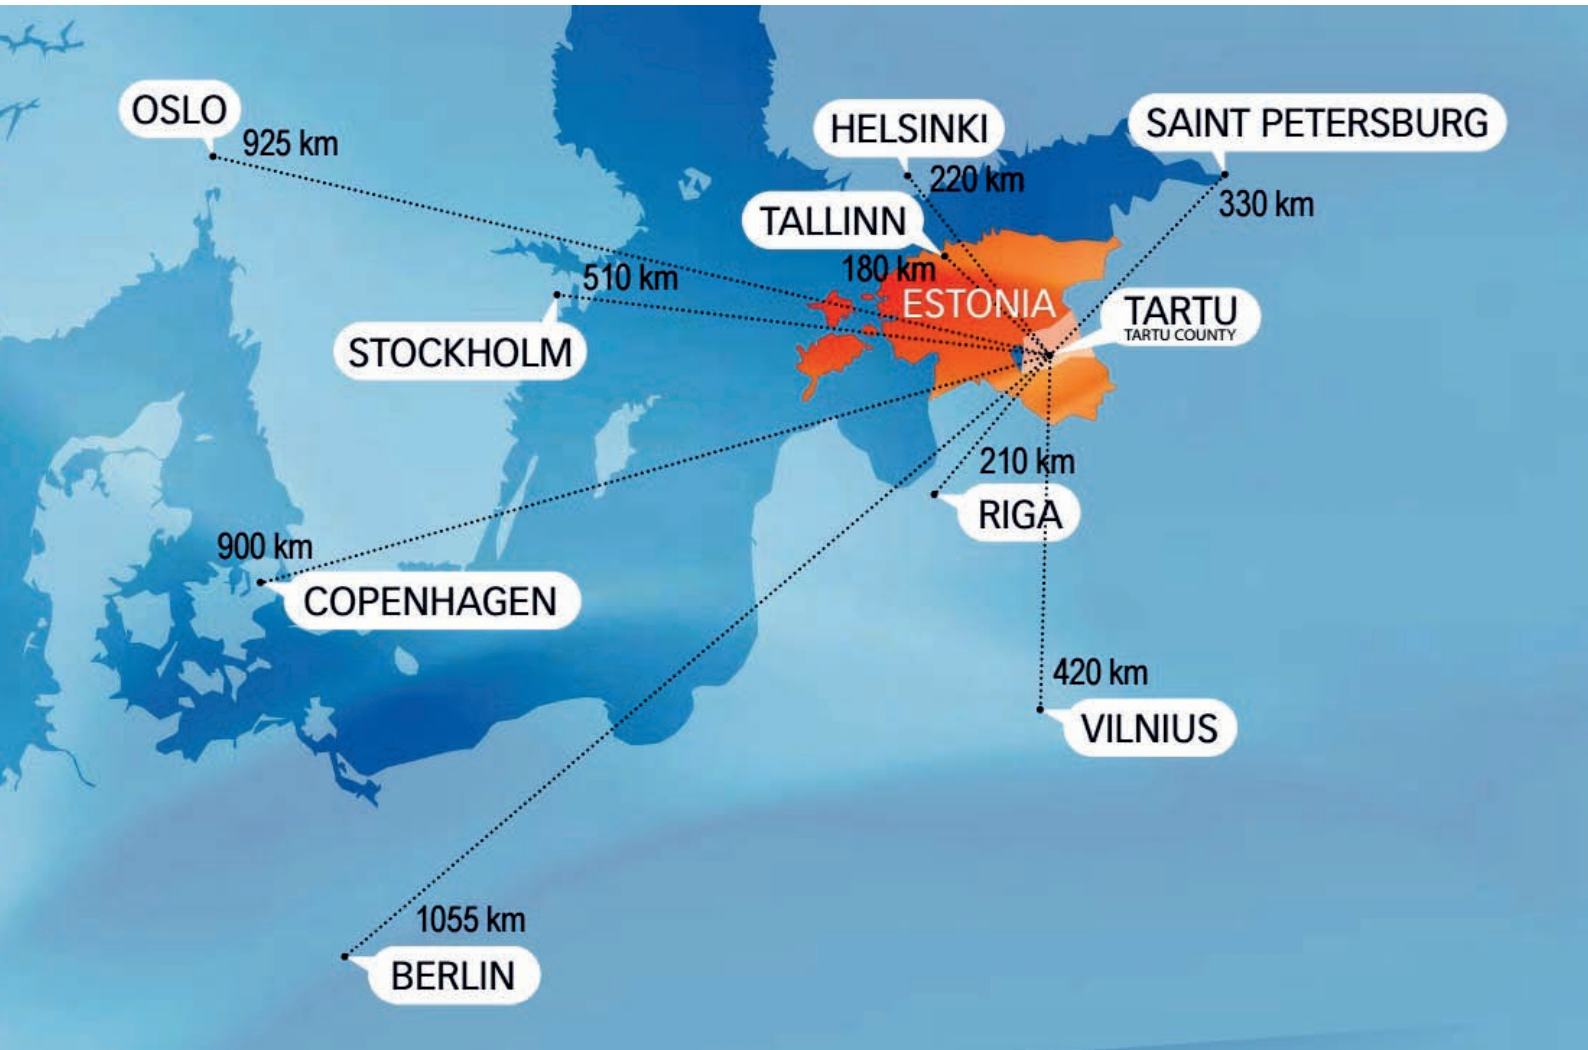 OSLO
925 km
HELSINKI
220 km
SAINT PETERSBURG
330 km
TALLINN
180 km
510 km
STOCKHOLM
ESTONIA
TARTU
TARTU COUNTY
210 km
RIGA
900 km
COPENHAGEN
420 km
VILNIUS
1055 km
BERLIN